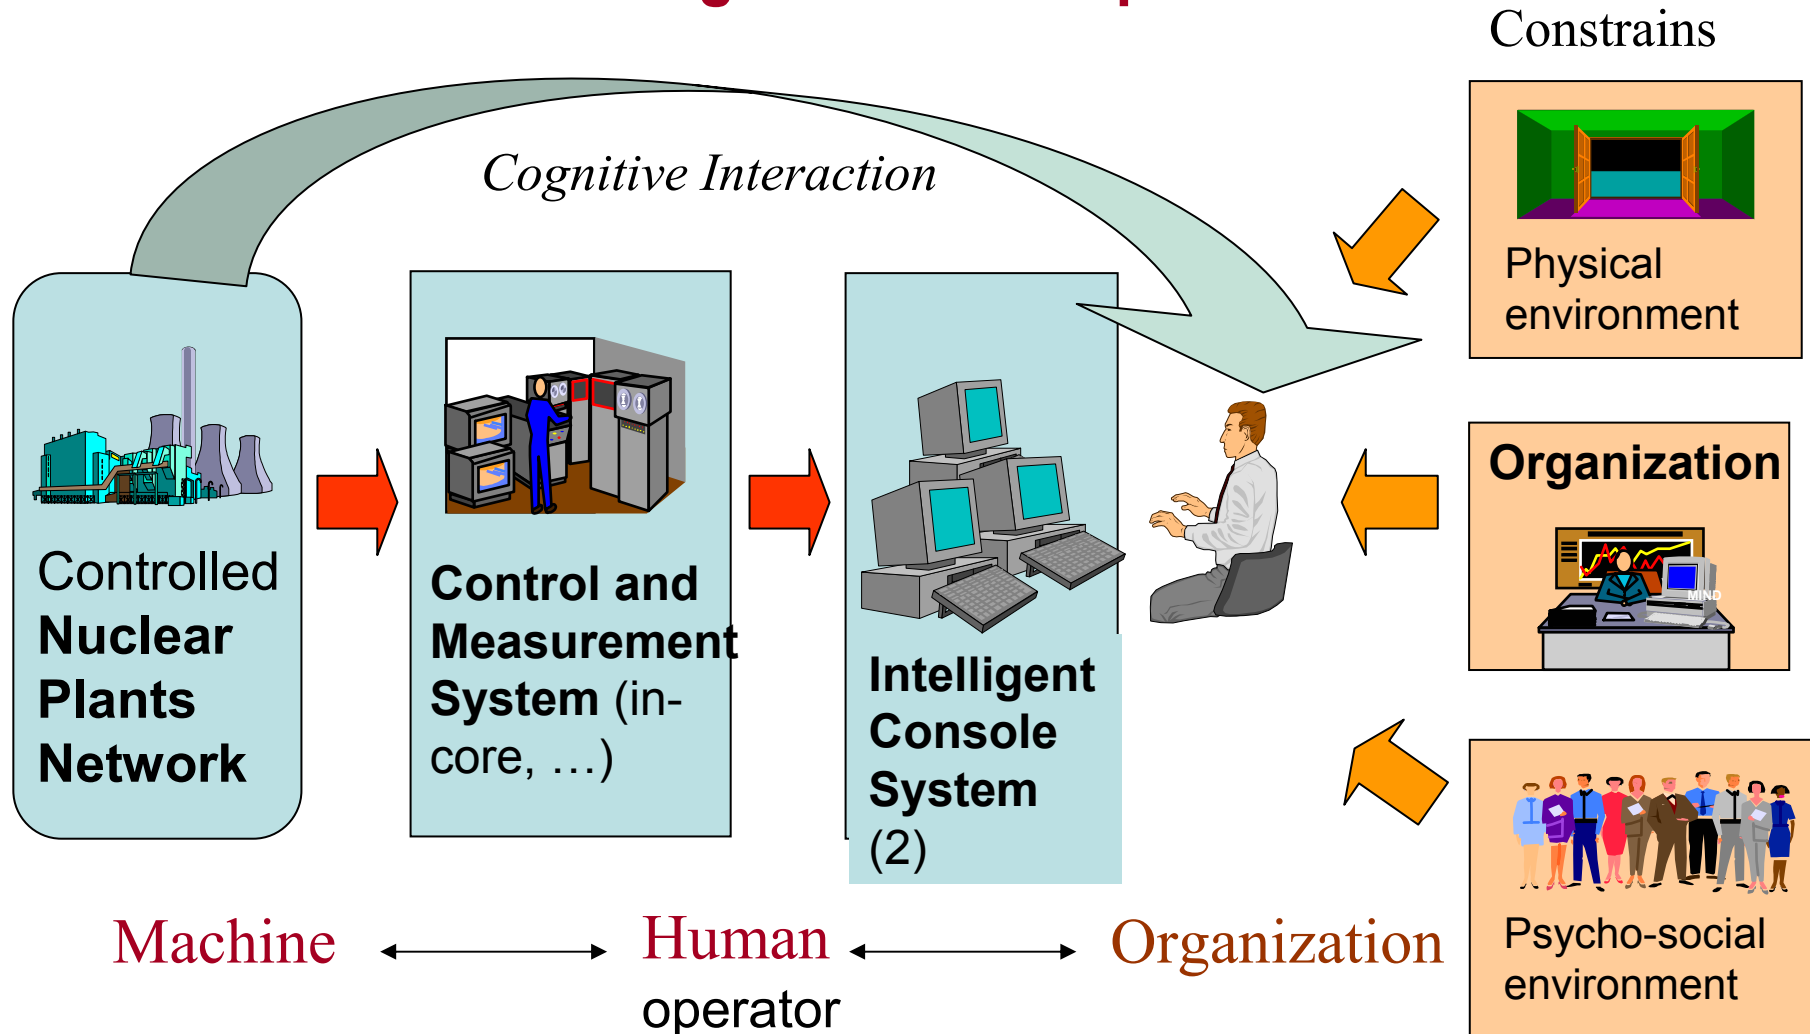 Constrains
Cognitive Interaction
Physical
environment
Organization
MIND
Controlled
Nuclear
Plants
Network
Control and
Measurement
System (in-
core, …)
Intelligent
Console
System
(2)
Psycho-social
environment
Machine
Human
operator
Organization